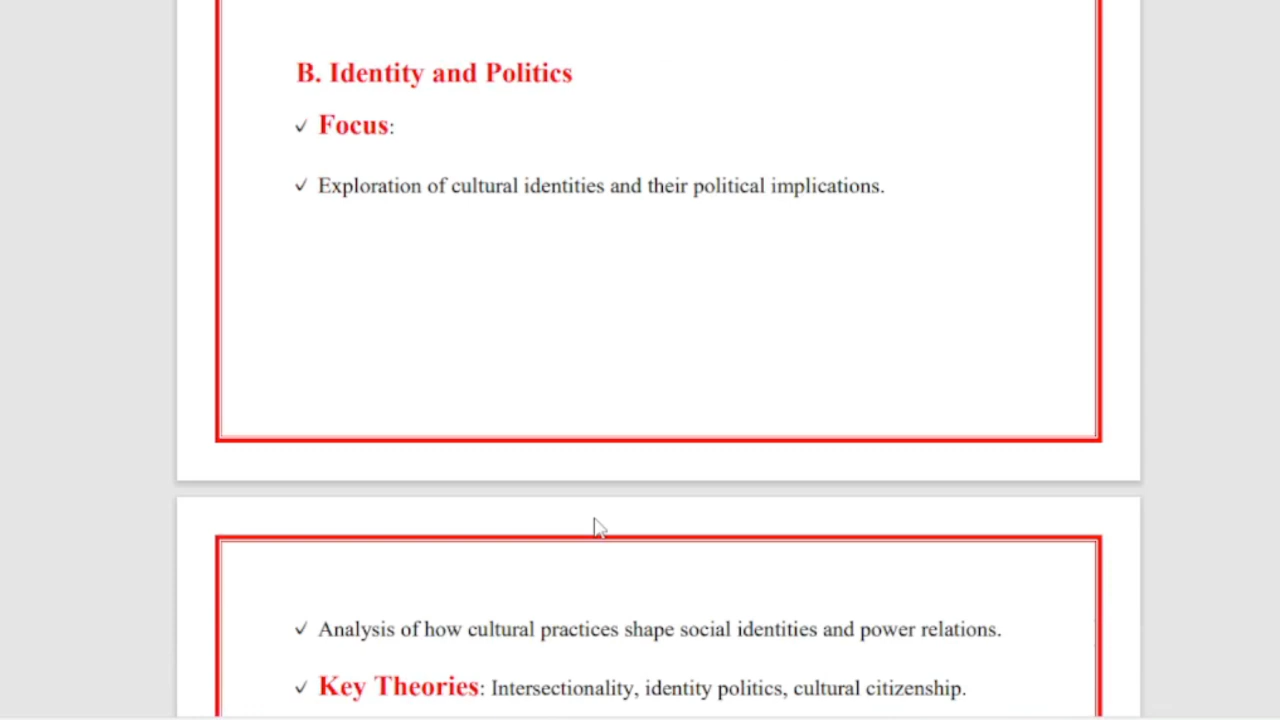 B. Identity and Politics
✓ Focus:
✓ Exploration of cultural identities and their political implications.
✓ Analysis of how cultural practices shape social identities and power relations.
✓ Key Theories: Intersectionality, identity politics, cultural citizenship.